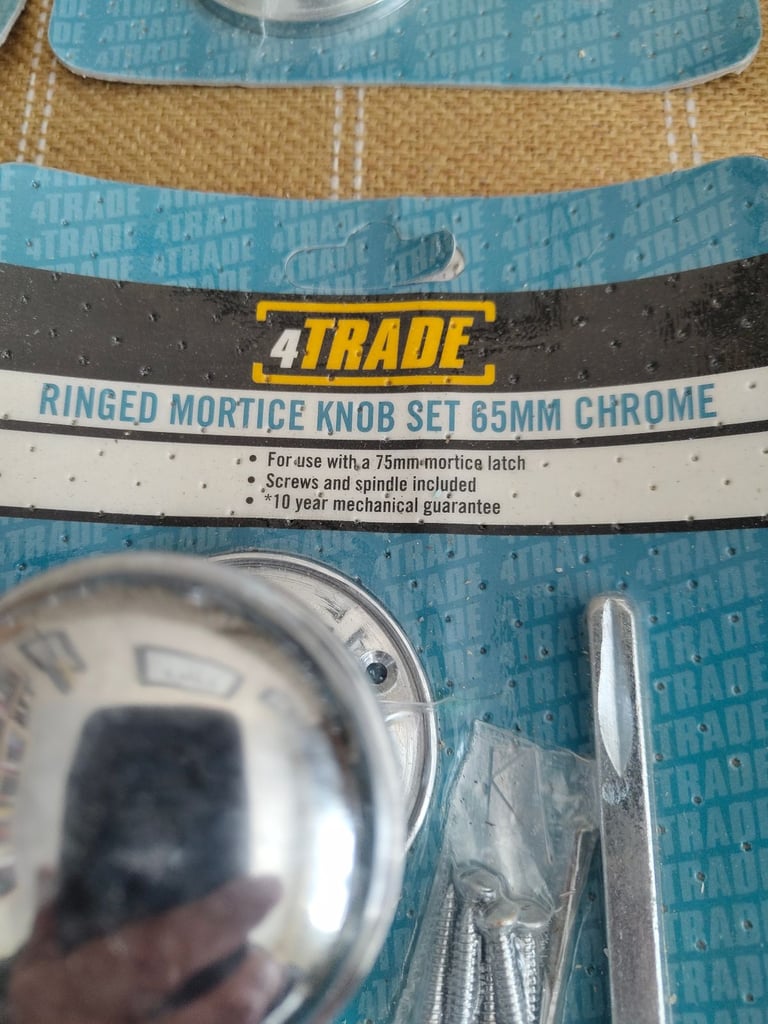 4TRADE
RINGED MORTICE KNOB SET 65MM CHROME
• For use with a 75mm mortice latch
• Screws and spindle included
• *10 year mechanical guarantee